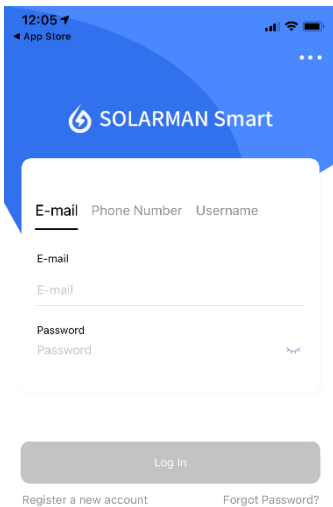 12:05
App Store
SOLARMAN Smart
E-mail Phone Number Username
E-mail
E-mail
Password
Password
Log In
Register a new account Forgot Password?